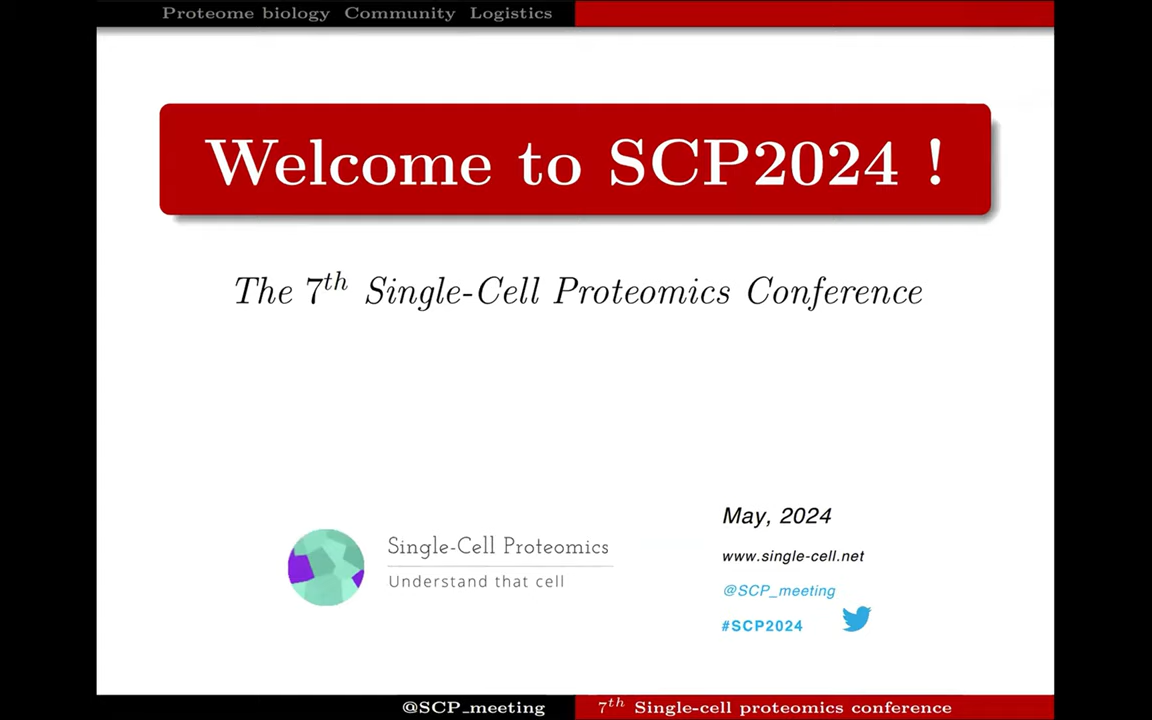 Proteome biology Community Logistics
Welcome to SCP2024 !
The 7th Single-Cell Proteomics Conference
Single-Cell Proteomics
Understand that cell
May, 2024
www.single-cell.net
@SCP_meeting
#SCP2024
@SCP_meeting
7th Single-cell proteomics conference